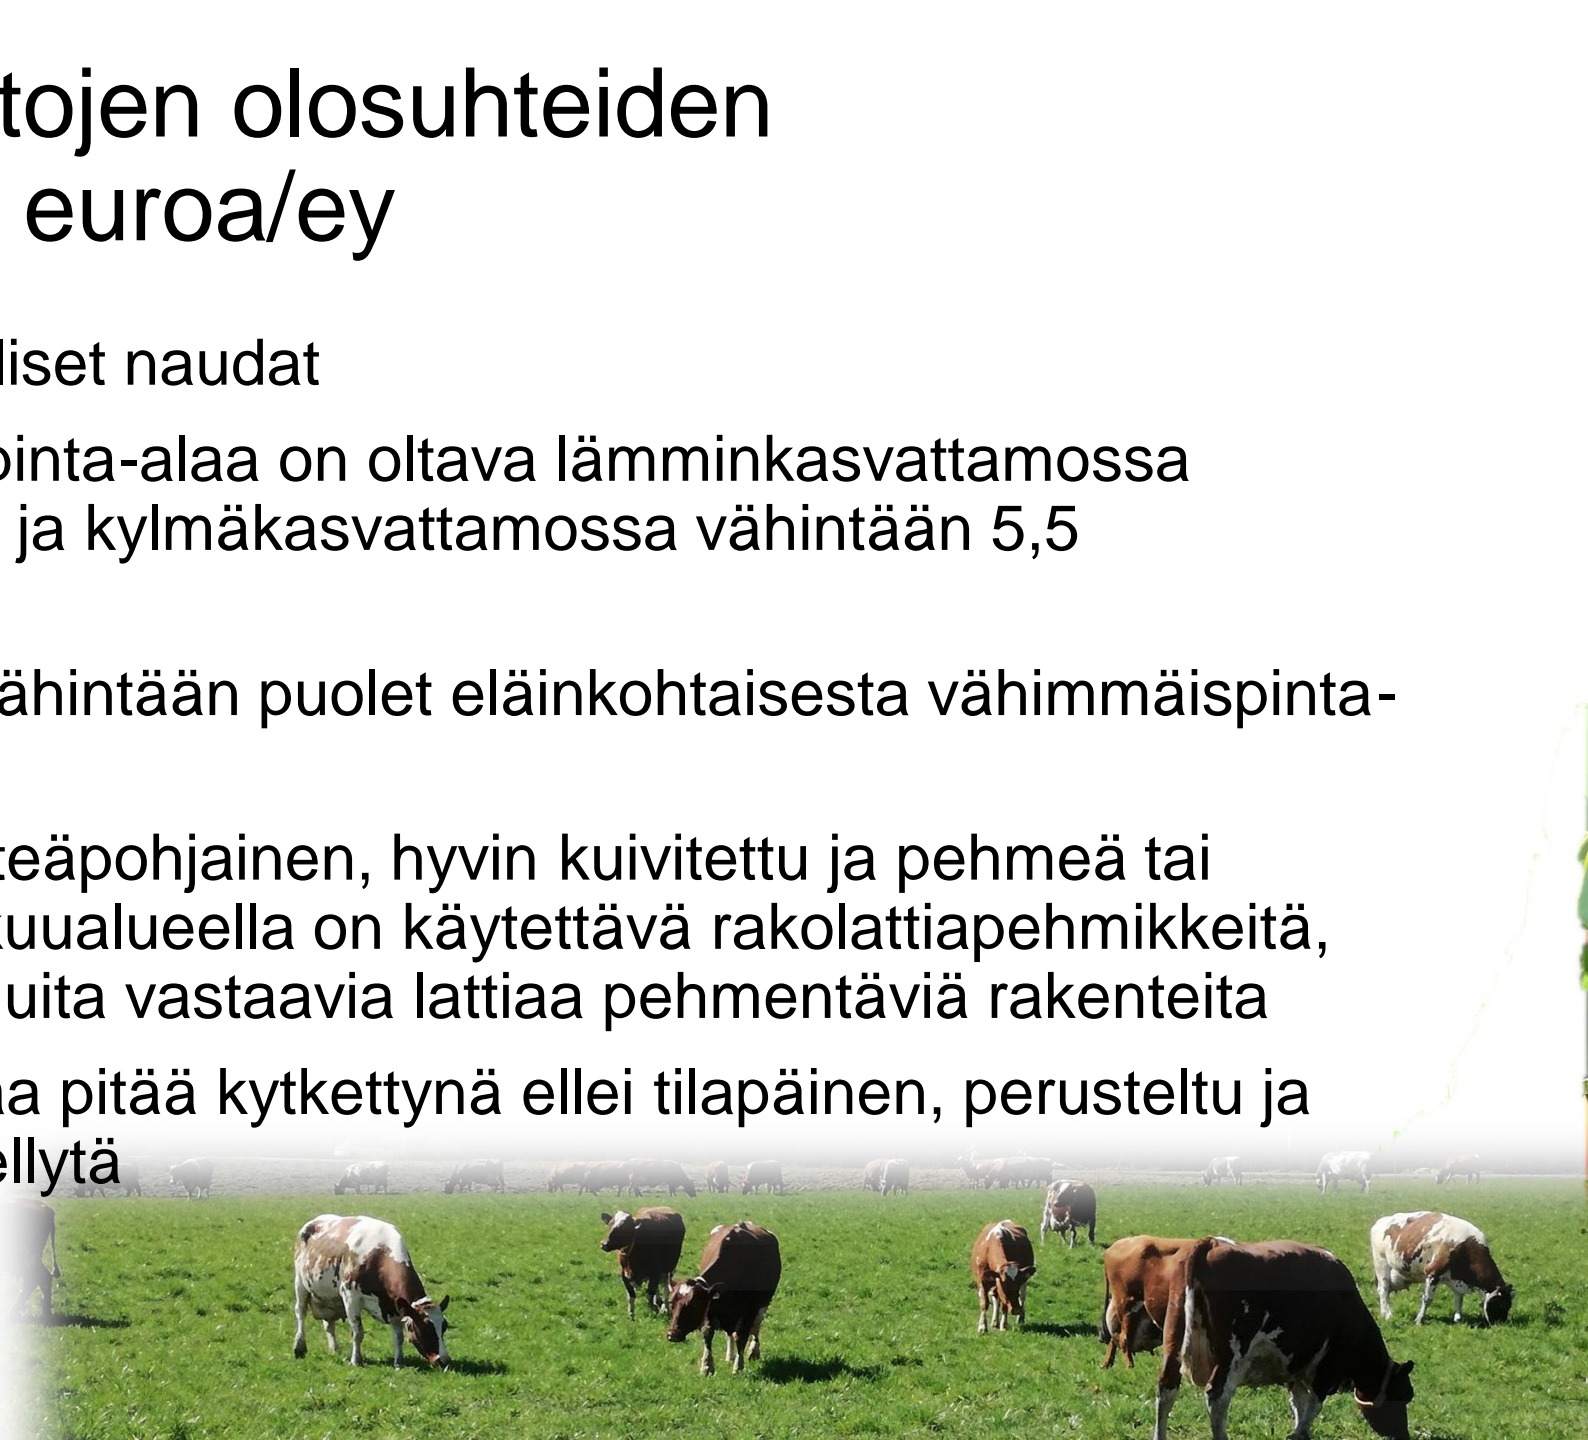 tojen olosuhteiden
euroa/ey
liset naudat
pinta-alaa on oltava lämminkasvattamossa
ja kylmäkasvattamossa vähintään 5,5
ähintään puolet eläinkohtaisesta vähimmäispinta-
teäpohjainen, hyvin kuivitettu ja pehmeä tai
kuualueella on käytettävä rakolattiapehmikkeitä,
uita vastaavia lattiaa pehmentäviä rakenteita
aa pitää kytkettynä ellei tilapäinen, perusteltu ja
ellytä